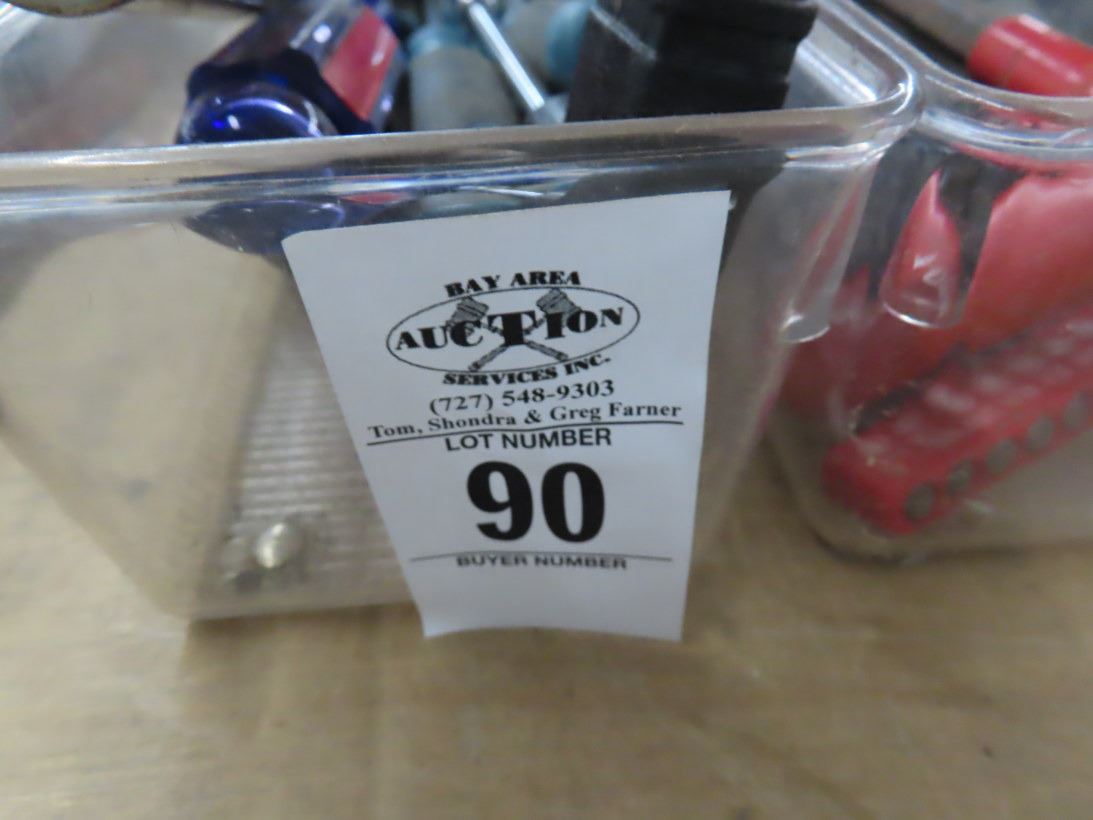 BAY AREA
AUCTION
SERVICES INC.
(727) 548-9303
Tom, Shondra & Greg Farner
LOT NUMBER
90
BUYER NUMBER